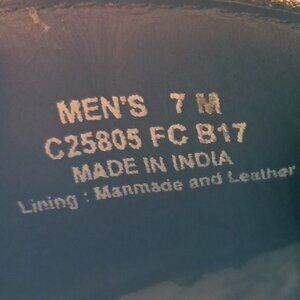 MEN'S 7 M
C25805 FC B17
MADE IN INDIA
Lining : Manmade and Leather